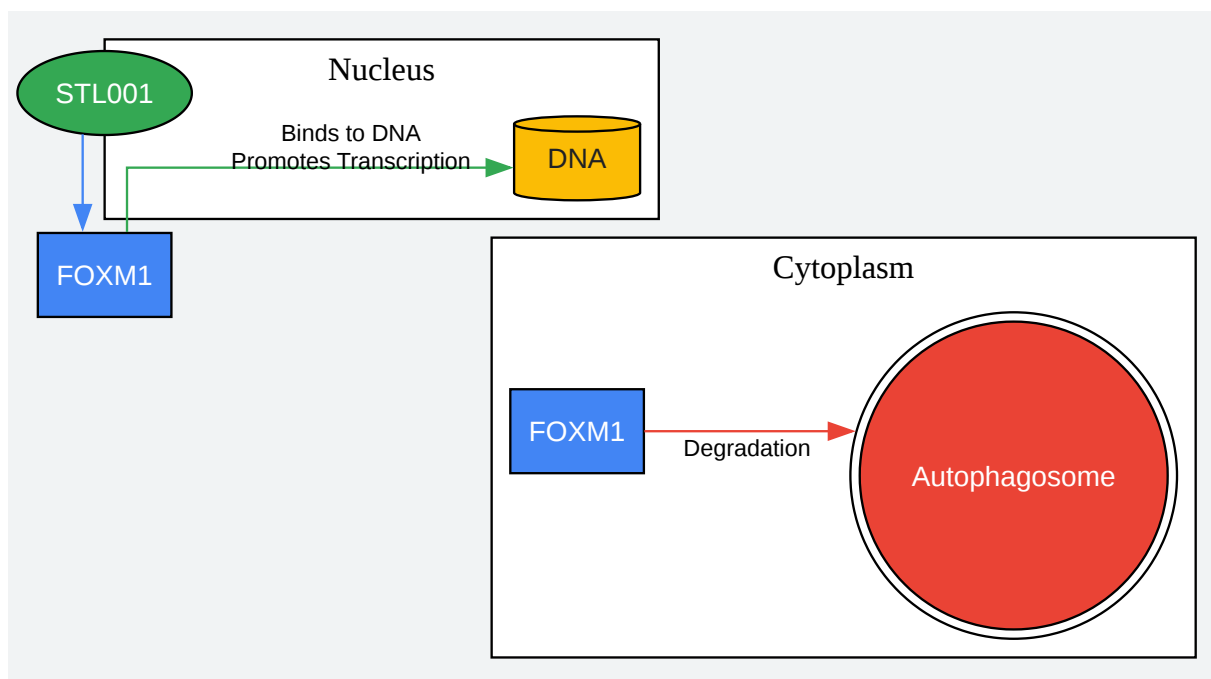 Nucleus
STL001
Binds to DNA
Promotes Transcription
DNA
FOXM1
Cytoplasm
FOXM1
Degradation
Autophagosome